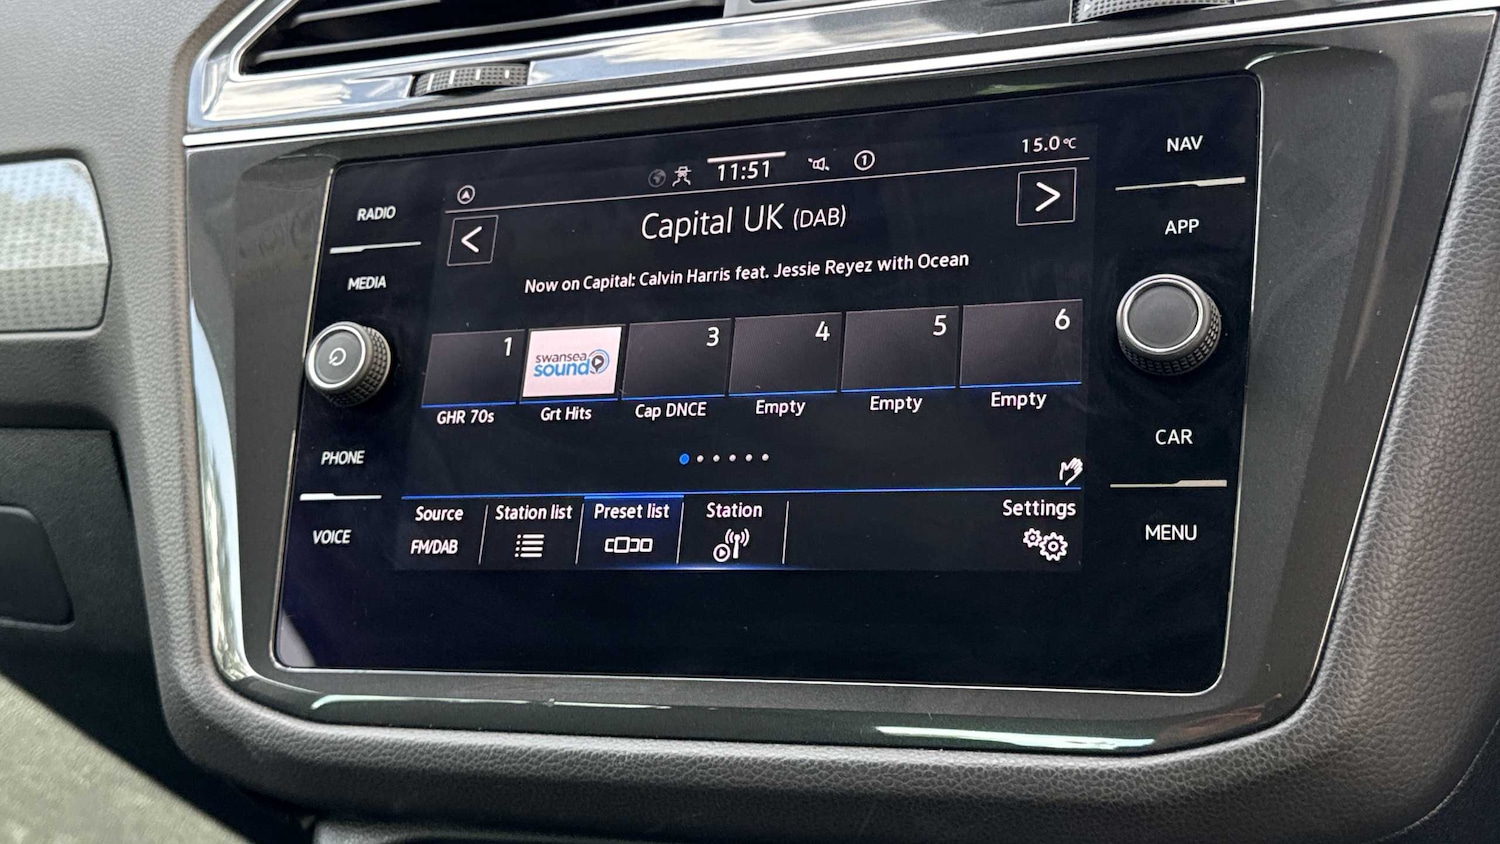 11:51
1
15.0°C
NAV
RADIO
Capital UK (DAB)
APP
MEDIA
Now on Capital: Calvin Harris feat. Jessie Reyez with Ocean
1
swansea
sound
3
4
5
6
GHR 70s
Grt Hits
Cap DNCE
Empty
Empty
Empty
PHONE
CAR
VOICE
Source
FM/DAB
Station list
Preset list
Station
Settings
MENU